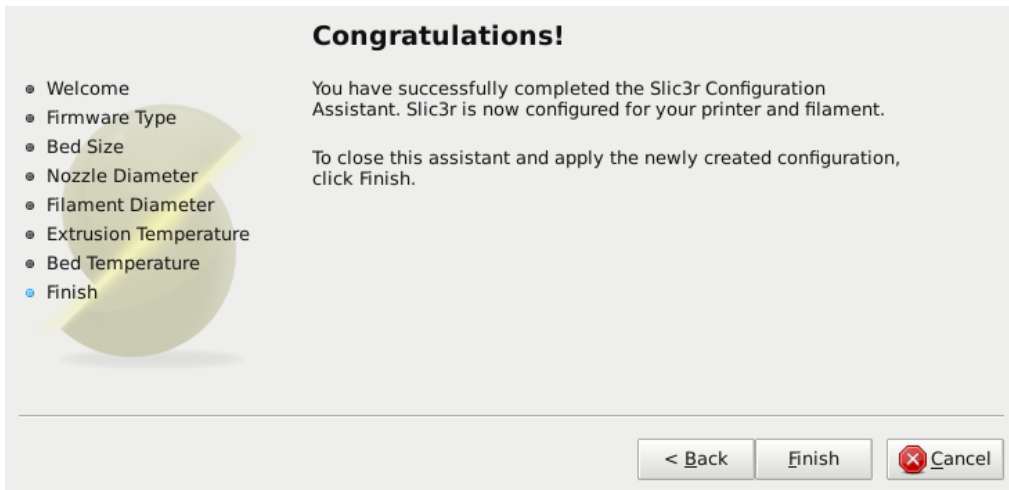 Congratulations!
Welcome
Firmware Type
Bed Size
Nozzle Diameter
Filament Diameter
Extrusion Temperature
Bed Temperature
Finish
You have successfully completed the Slic3r Configuration
Assistant. Slic3r is now configured for your printer and filament.
To close this assistant and apply the newly created configuration,
click Finish.
< Back
Finish
Cancel